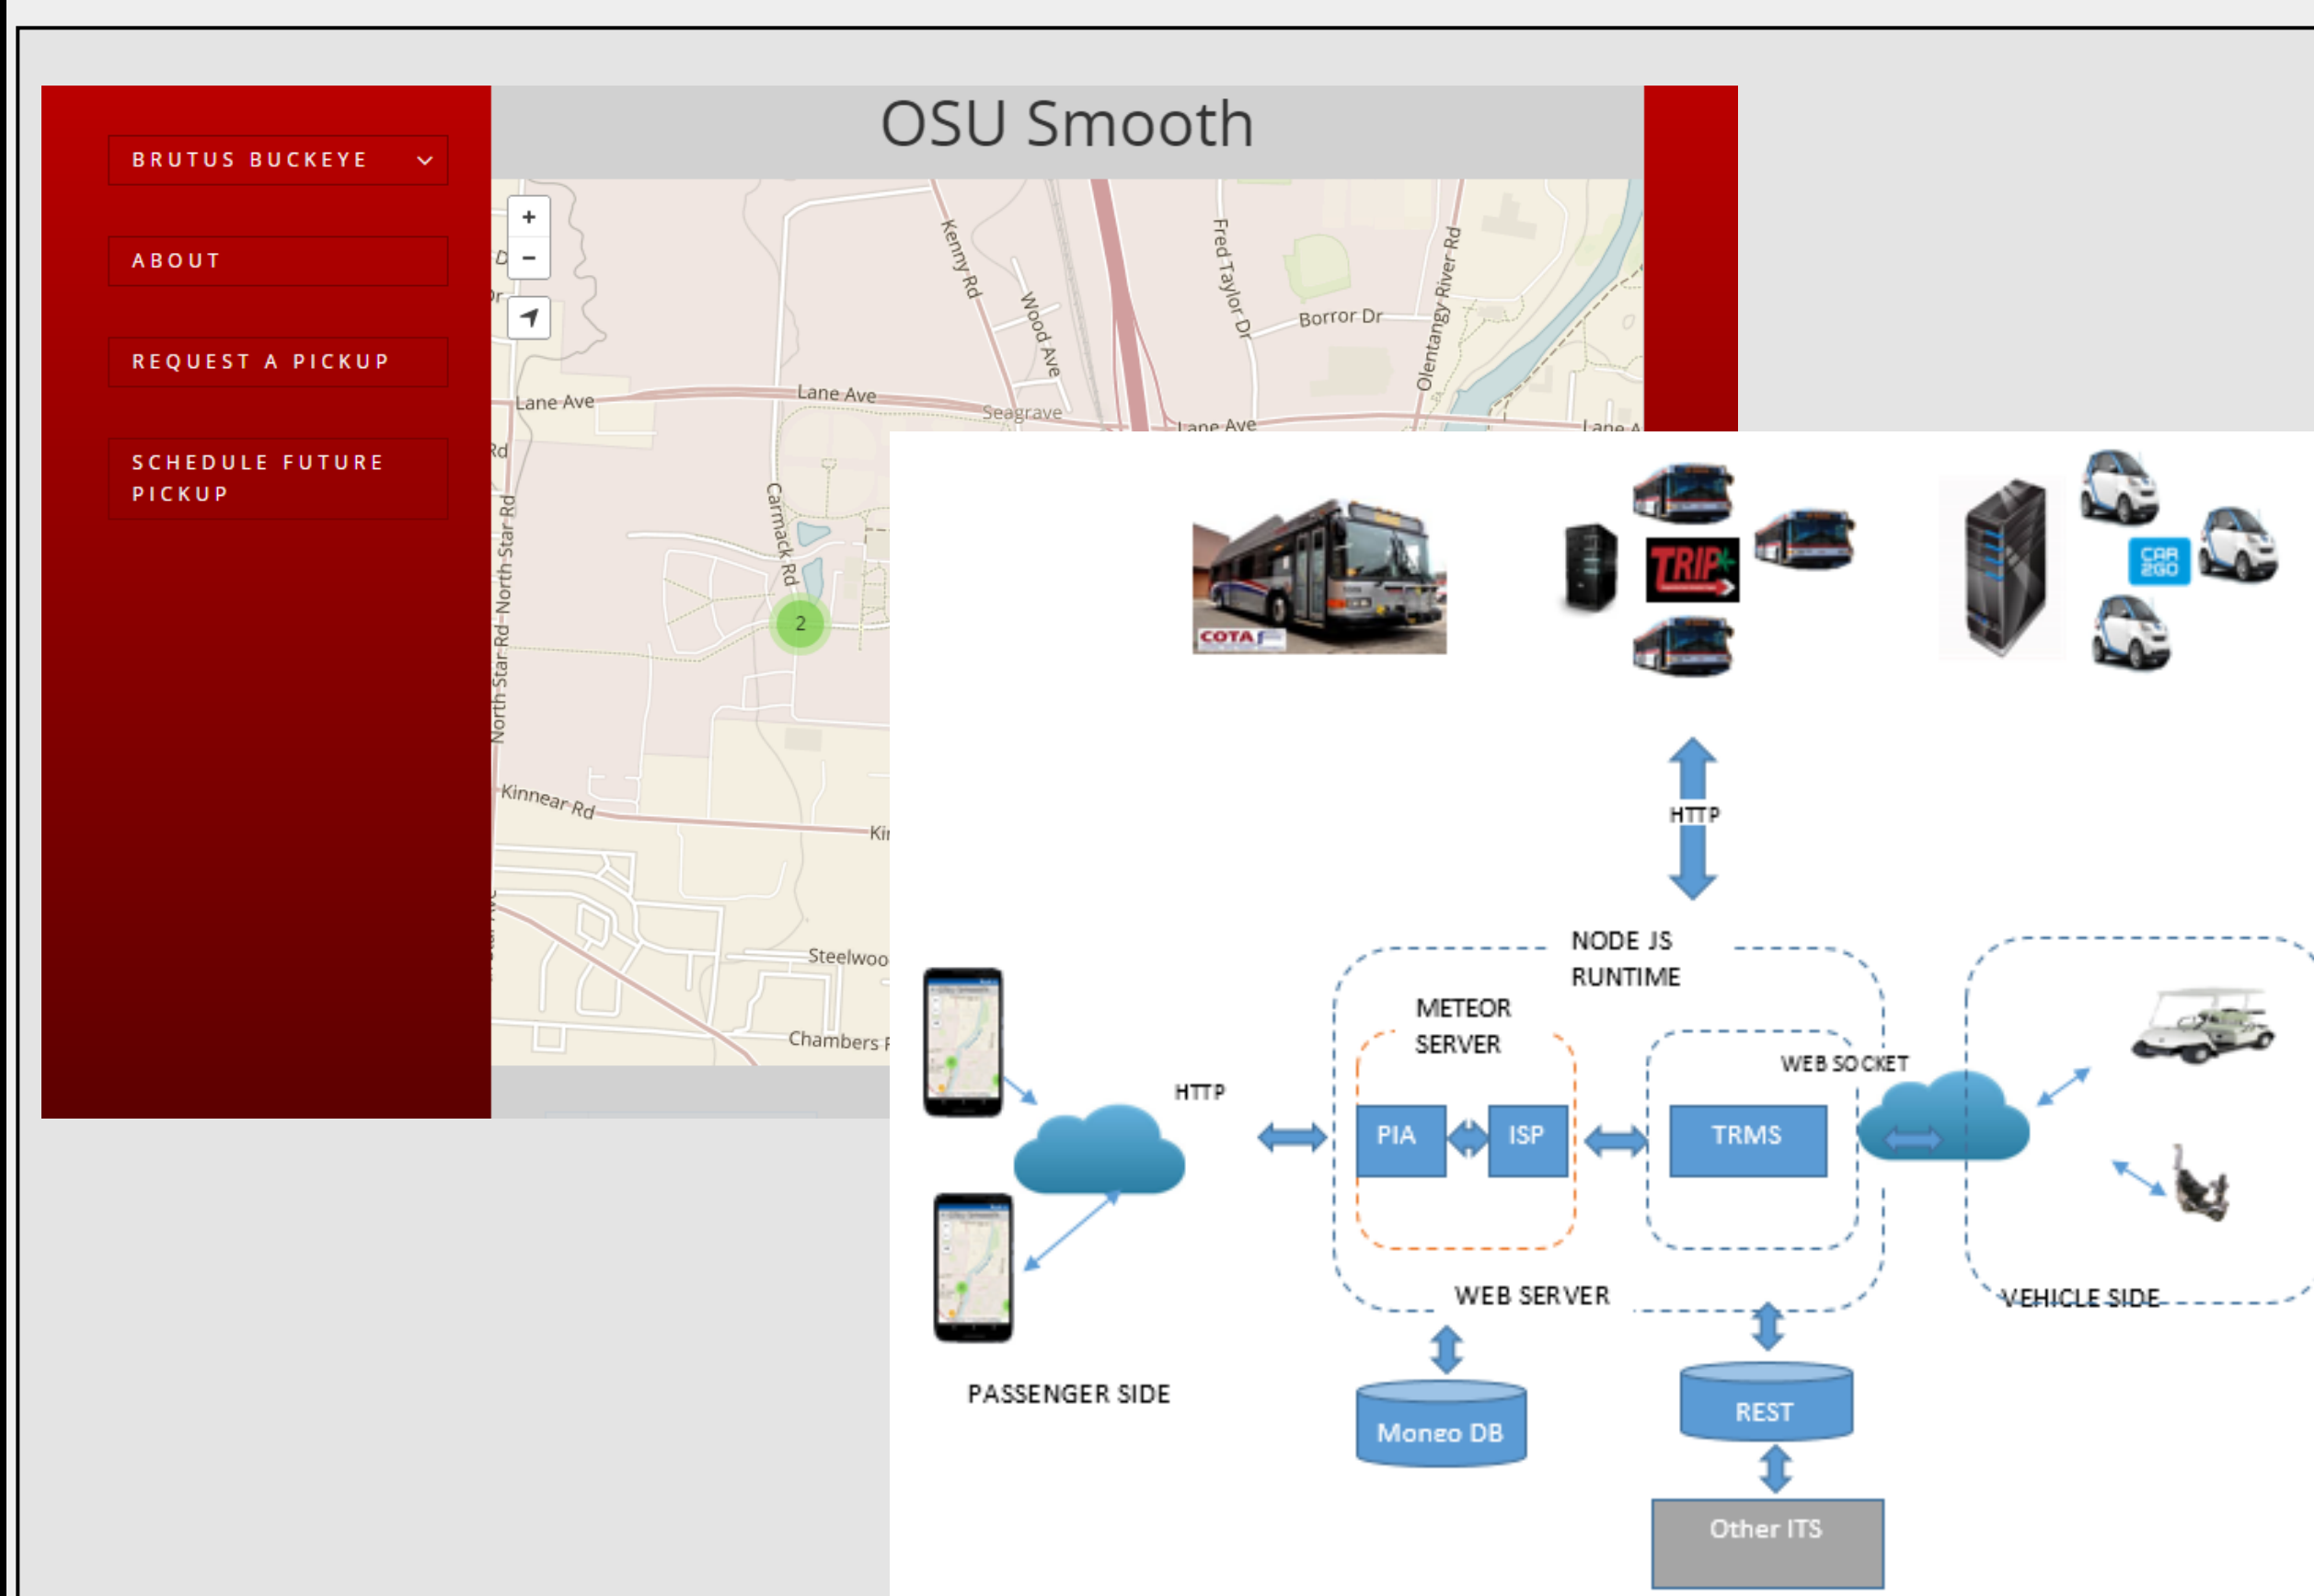 OSU Smooth
BRUTUS BUCKEYE
ABOUT
REQUEST A PICKUP
SCHEDULE FUTURE
PICKUP
+
−
Kenny Rd
Wood Ave
Fred Taylor Dr
Borror Dr
Olentangy River Rd
Lane Ave
Lane Ave
Seagrave
Lane Ave
Lane A
Rd
North Star Rd
North Star Rd
Carmack Rd
2
Kinnear Rd
Kin
Steelwoo
Chambers
COTA
TRIP
CAR
2GO
HTTP
NODE JS
RUNTIME
METEOR
SERVER
WEB SOCKET
HTTP
PIA
ISP
TRMS
WEB SERVER
VEHICLE SIDE
PASSENGER SIDE
Mongo DB
REST
Other ITS